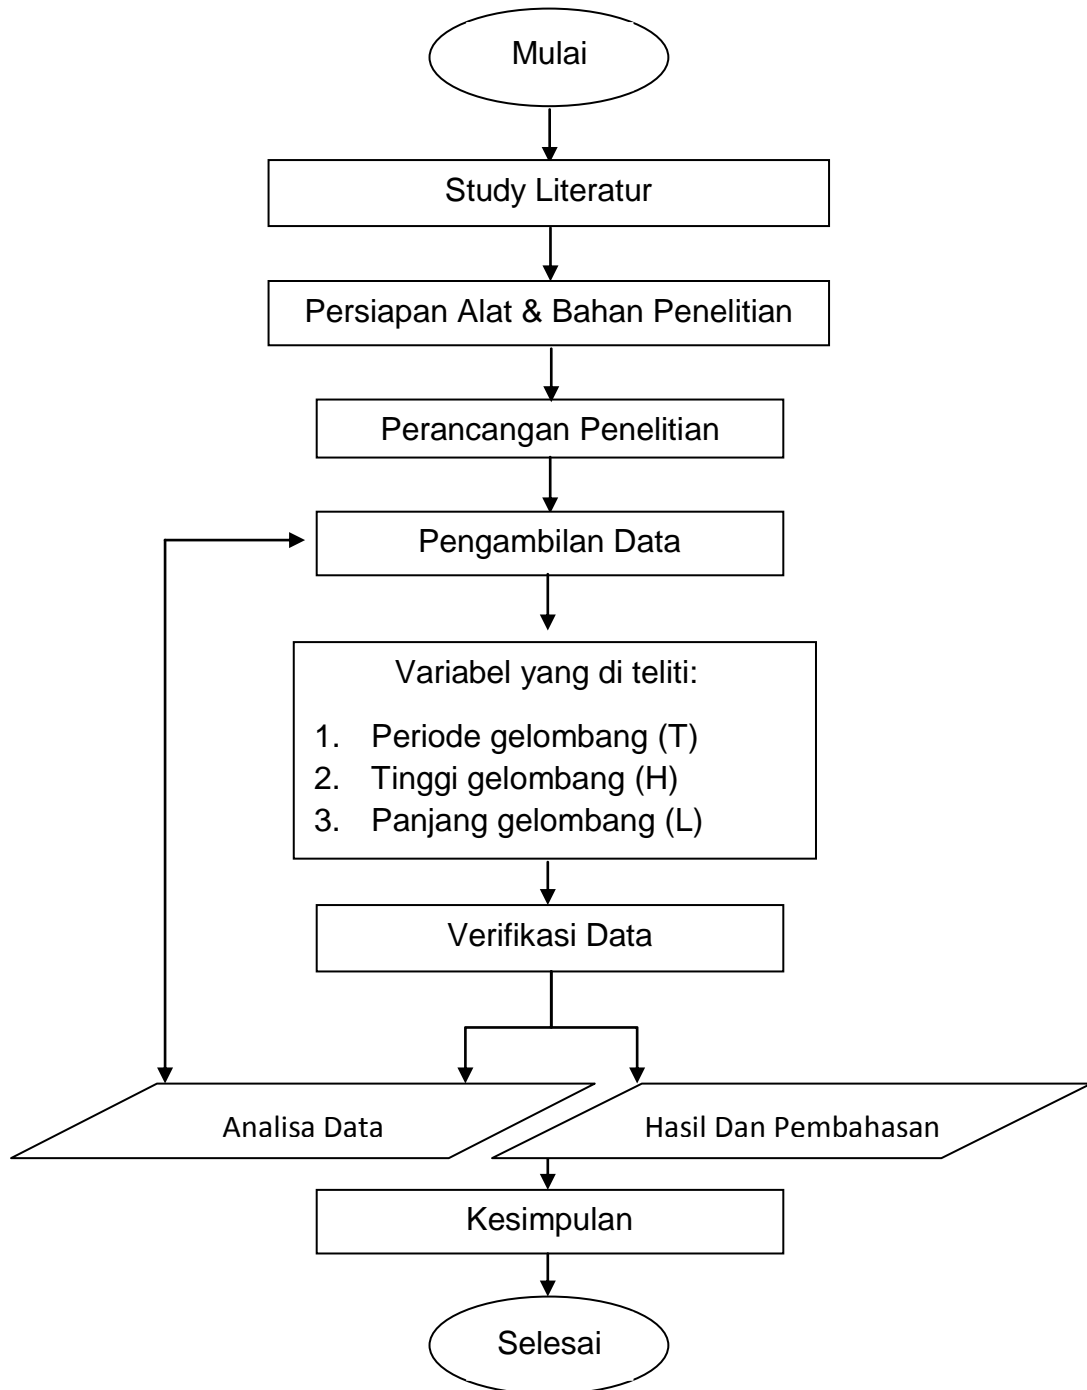 Mulai
Study Literatur
Persiapan Alat & Bahan Penelitian
Perancangan Penelitian
Pengambilan Data
Variabel yang di teliti:
1. Periode gelombang (T)
2. Tinggi gelombang (H)
3. Panjang gelombang (L)
Verifikasi Data
Analisa Data
Hasil Dan Pembahasan
Kesimpulan
Selesai